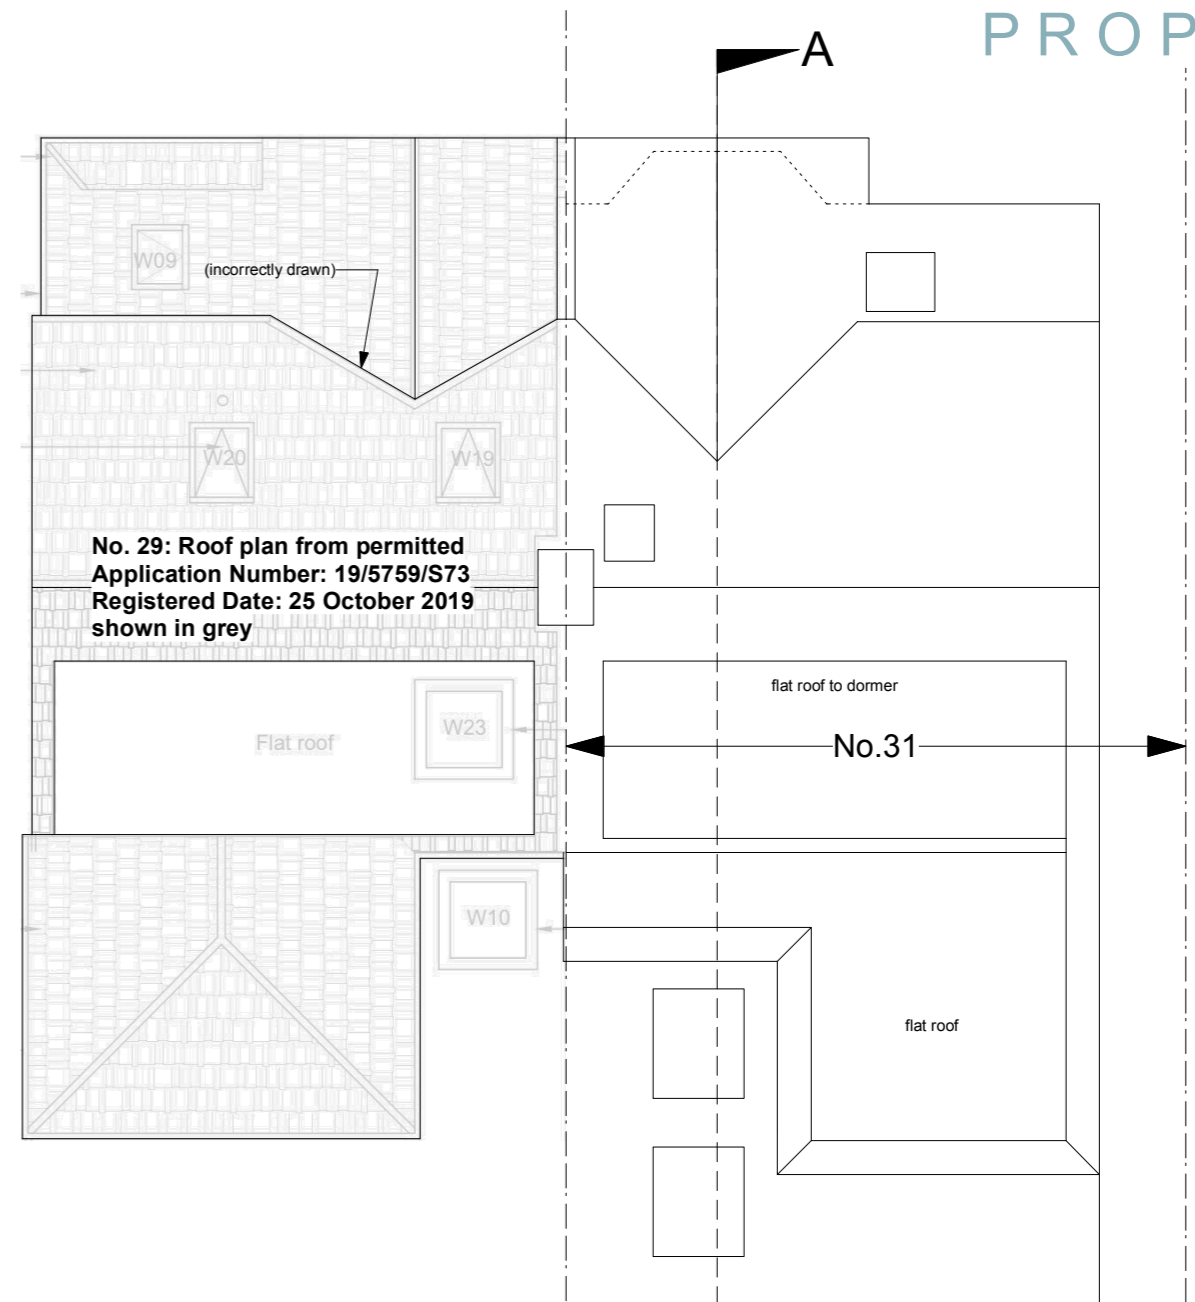 P R O P
A
W09
(incorrectly drawn)
W20
W19
No. 29: Roof plan from permitted
Application Number: 19/5759/S73
Registered Date: 25 October 2019
shown in grey
flat roof to dormer
W23
Flat roof
No.31
W10
flat roof